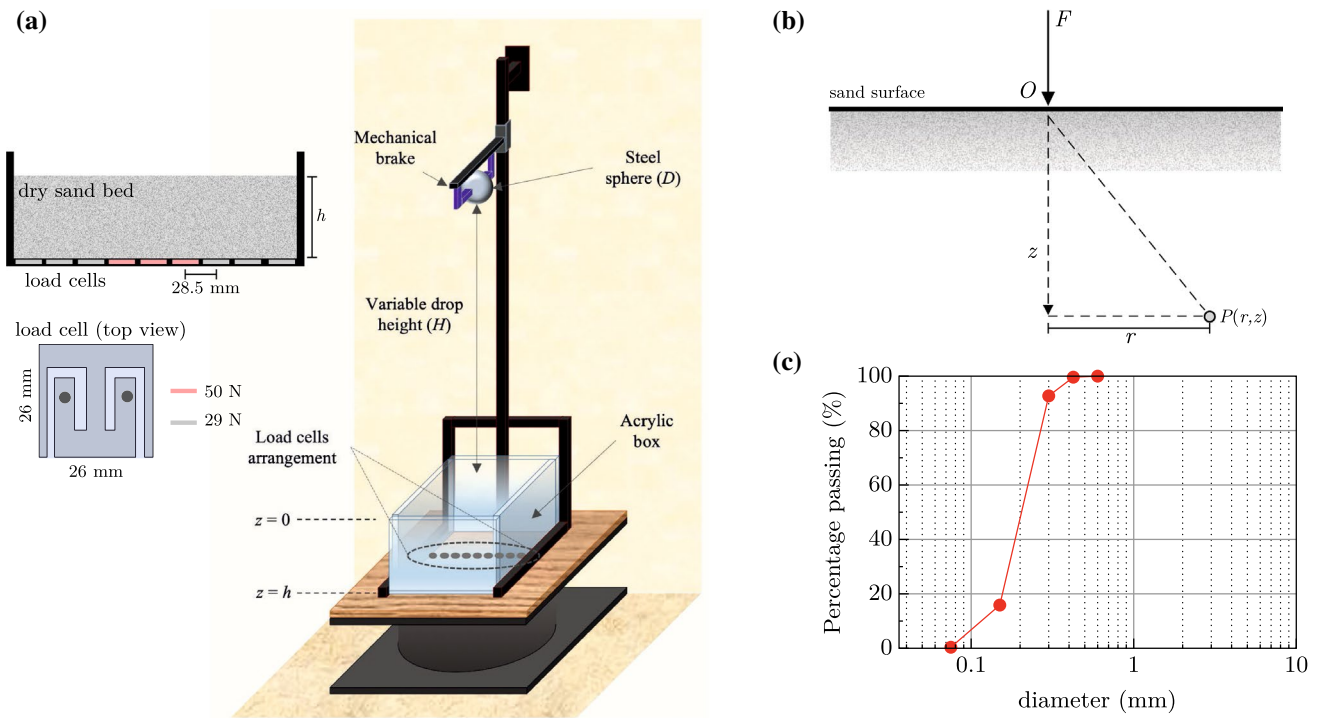 (a)
dry sand bed
h
load cells
28.5 mm
load cell (top view)
26 mm
26 mm
50 N
29 N
Mechanical
brake
Steel
sphere (D)
Variable drop
height (H)
Load cells
arrangement
Acrylic
box
z = 0
z = h
(b)
F
O
sand surface
z
P(r,z)
r
(c)
Percentage passing (%)
100
80
60
40
20
0
0.1
1
10
diameter (mm)